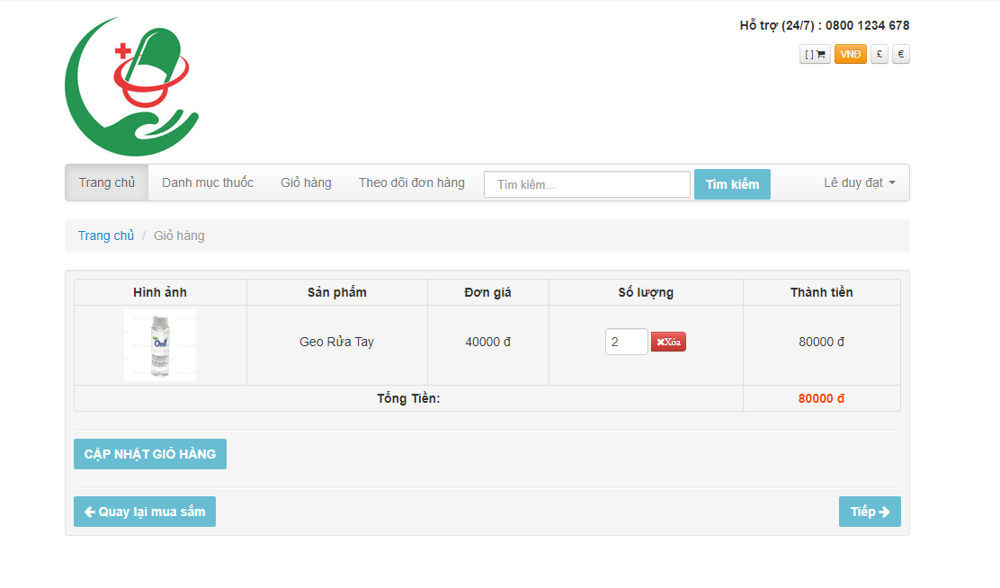 Hỗ trợ (24/7) : 0800 1234 678
[ ] VNĐ £ €
Trang chủ Danh mục thuốc Giỏ hàng Theo dõi đơn hàng Tìm kiếm... Tìm kiếm Lê duy đạt
Trang chủ / Giỏ hàng
Hình ảnh Sản phẩm Đơn giá Số lượng Thành tiền
On1
Geo Rửa Tay 40000 đ 2 Xóa 80000 đ
Tổng Tiền: 80000 đ
CẬP NHẬT GIỎ HÀNG
Quay lại mua sắm Tiếp